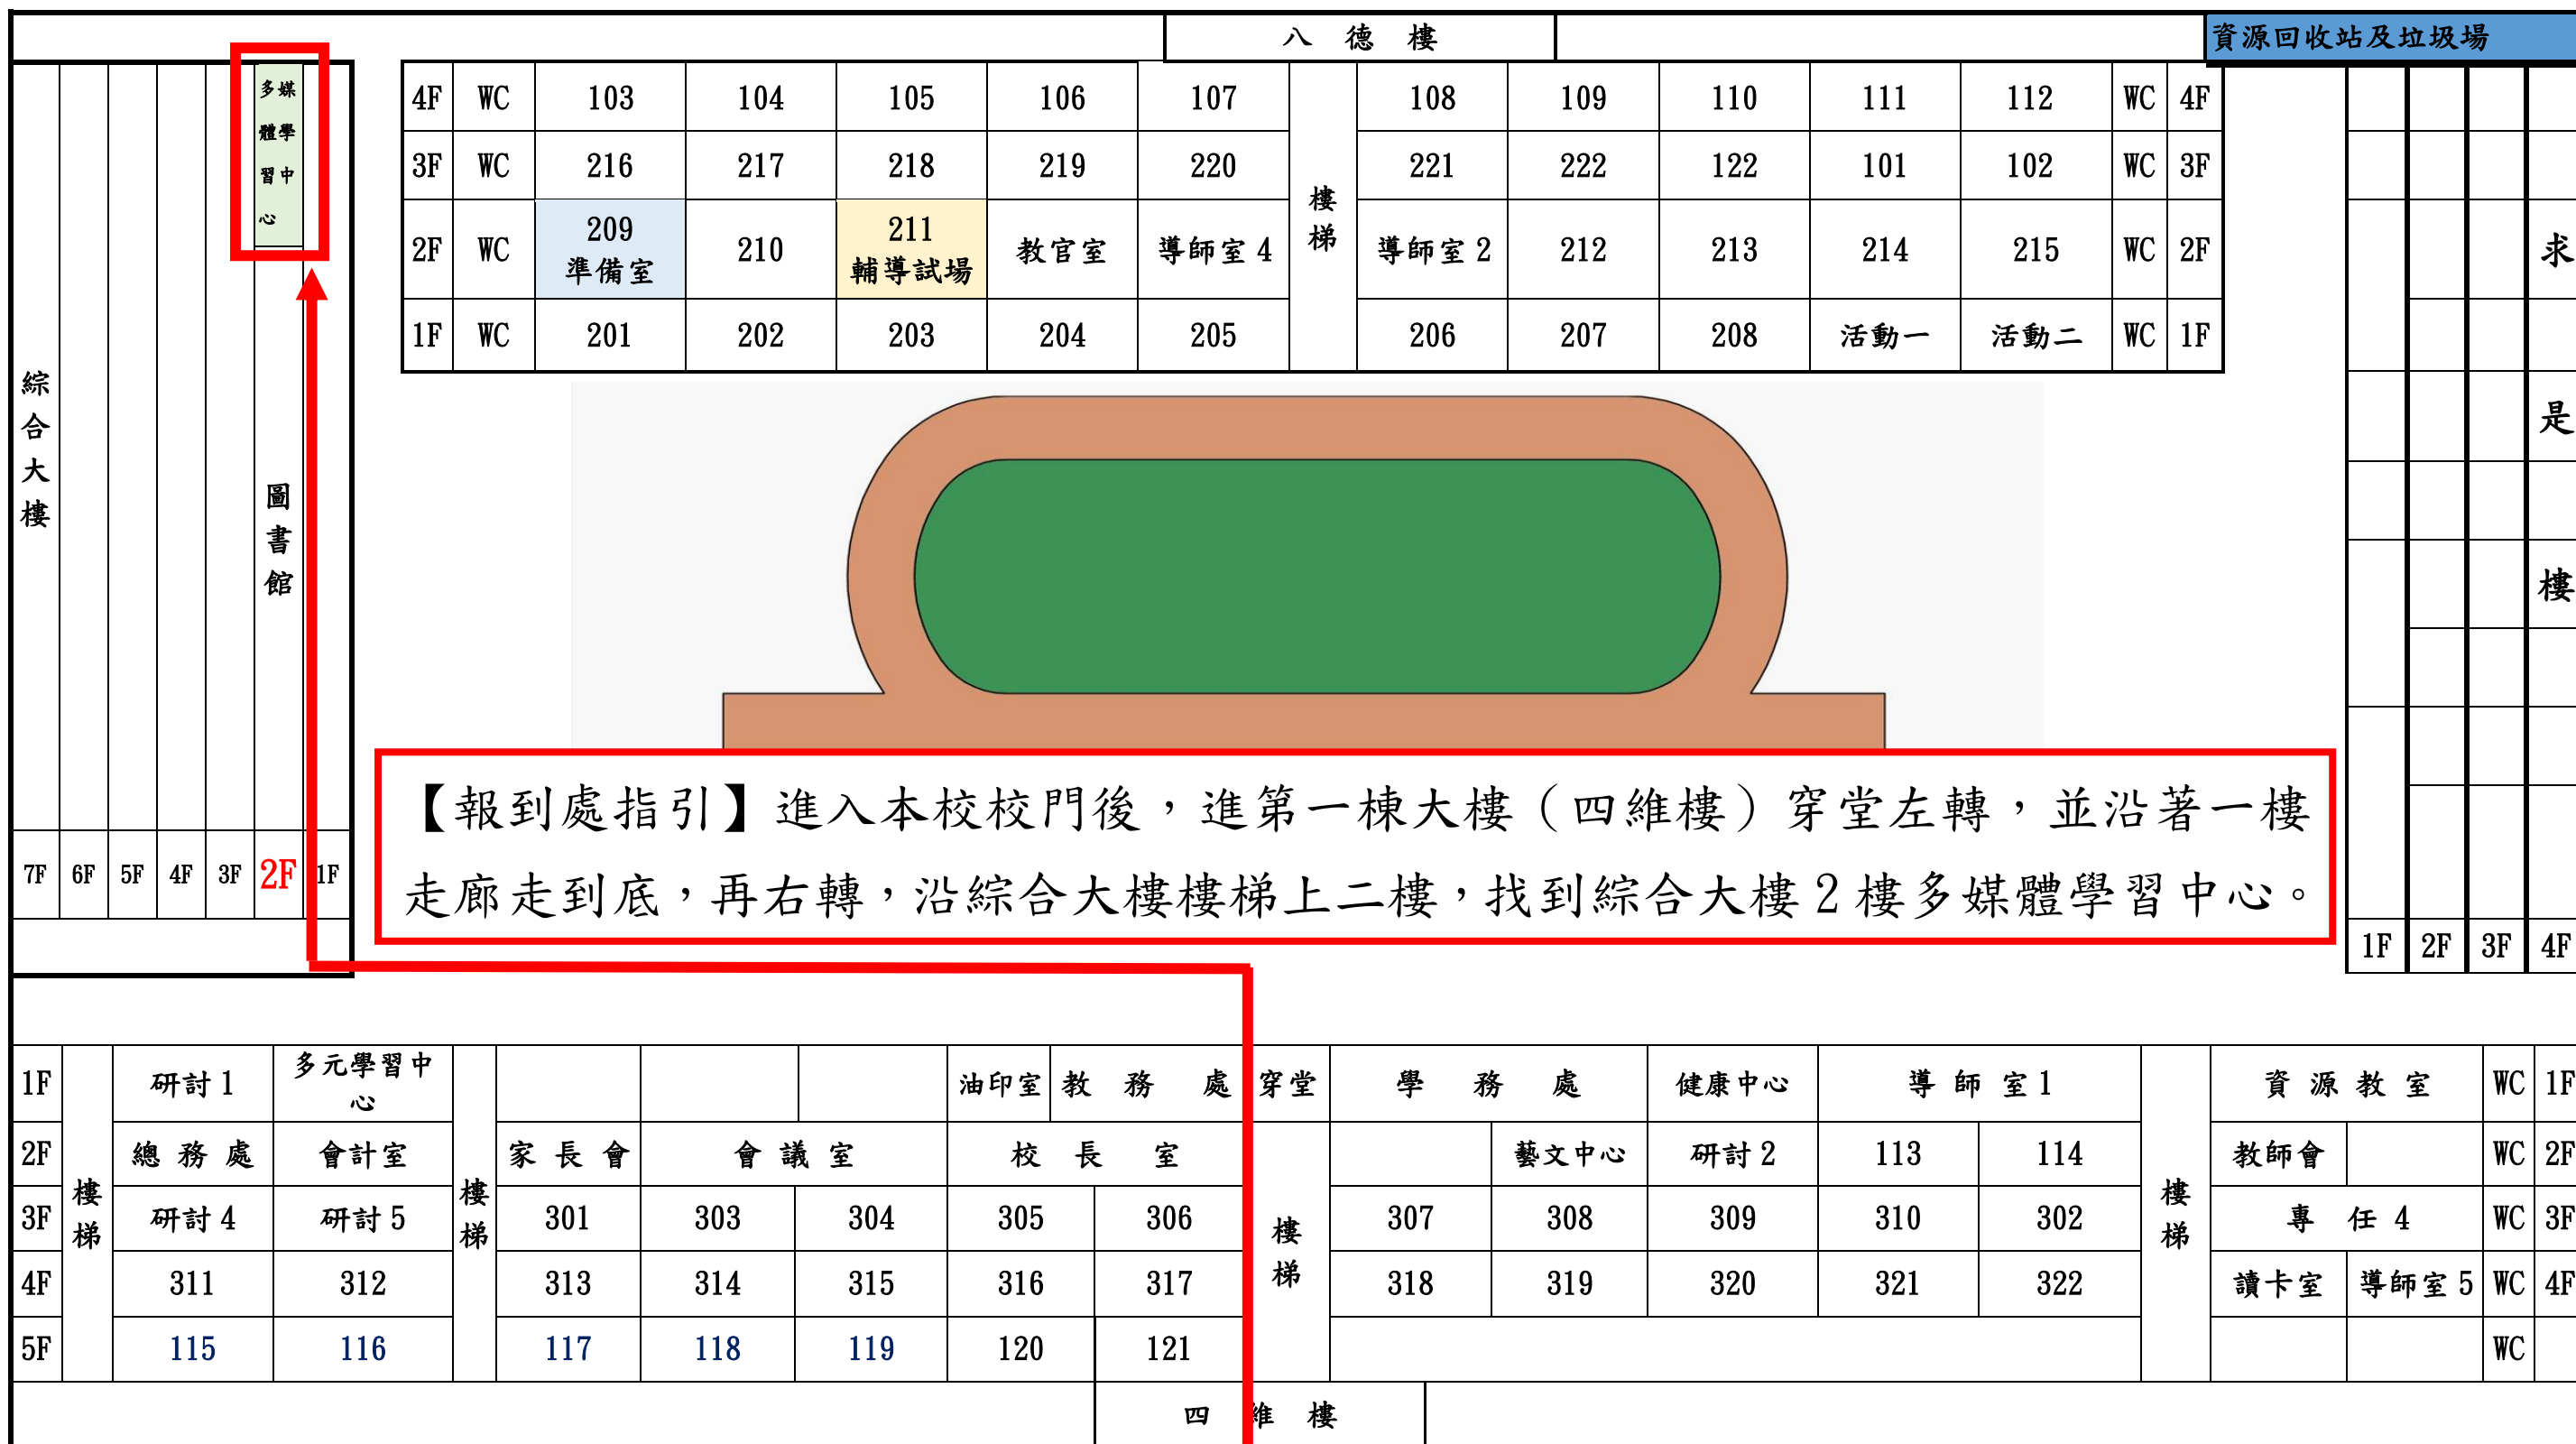 八 德 樓
資源回收站及垃圾場
多媒
體學
習中
心
圖書館
綜合大樓
7F 6F 5F 4F 3F 2F 1F
4F WC 103 104 105 106 107 108 109 110 111 112 WC 4F
3F WC 216 217 218 219 220 221 222 122 101 102 WC 3F
樓梯
2F WC 209 準備室 210 211 輔導試場 教官室 導師室 4 導師室 2 212 213 214 215 WC 2F
1F WC 201 202 203 204 205 206 207 208 活動一 活動二 WC 1F
求是樓
1F 2F 3F 4F
【報到處指引】進入本校校門後，進第一棟大樓（四維樓）穿堂左轉，並沿著一樓
走廊走到底，再右轉，沿綜合大樓樓梯上二樓，找到綜合大樓 2 樓多媒體學習中心。
1F 研討 1 多元學習中心 油印室 教 務 處 穿堂 學 務 處 健康中心 導 師 室 1 資 源 教 室 WC 1F
2F 總 務 處 會計室 家 長 會 會 議 室 校 長 室 藝文中心 研討 2 113 114 教師會 WC 2F
樓梯 樓梯 樓梯 樓梯
3F 研討 4 研討 5 301 303 304 305 306 307 308 309 310 302 專 任 4 WC 3F
4F 311 312 313 314 315 316 317 318 319 320 321 322 讀卡室 導師室 5 WC 4F
5F 115 116 117 118 119 120 121 WC
四 維 樓